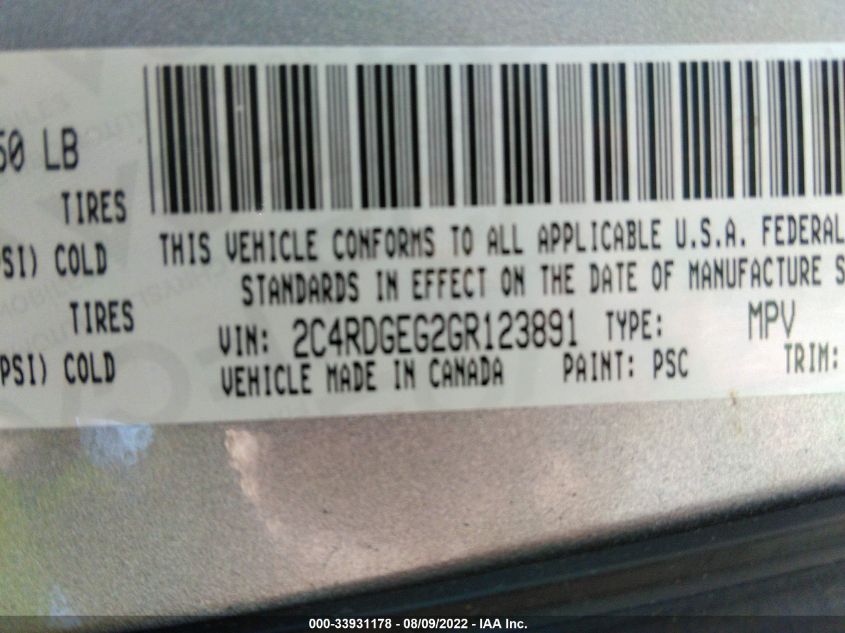 50 LB
TIRES
PSI) COLD
TIRES
PSI) COLD
THIS VEHICLE CONFORMS TO ALL APPLICABLE U.S.A. FEDERAL
STANDARDS IN EFFECT ON THE DATE OF MANUFACTURE S
VIN: 2C4RDGEG2GR123891 TYPE: MPV
VEHICLE MADE IN CANADA PAINT: PSC TRIM:
000-33931178 - 08/09/2022 - IAA Inc.